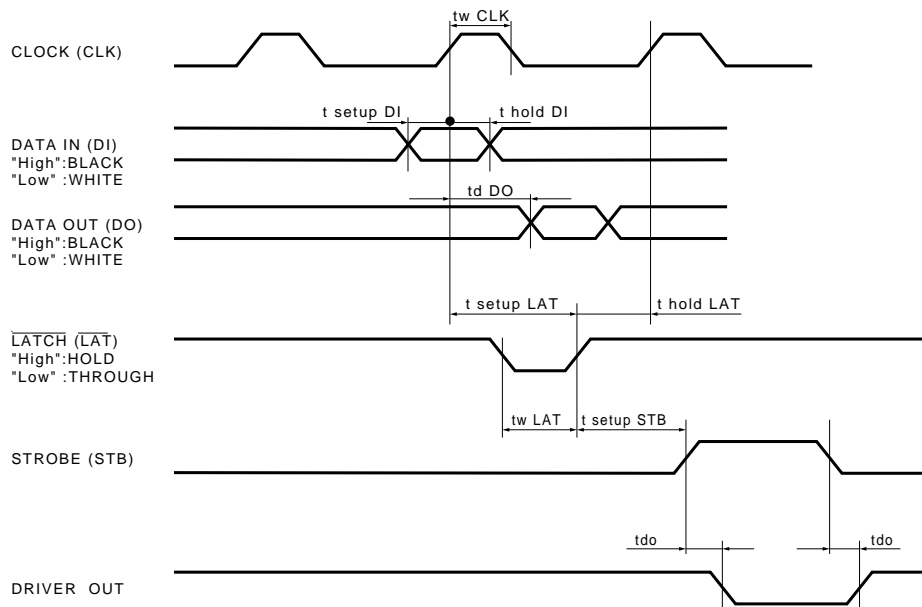 tw CLK
CLOCK (CLK)
t setup DI
t hold DI
DATA IN (DI)
"High":BLACK
"Low" :WHITE
td DO
DATA OUT (DO)
"High":BLACK
"Low" :WHITE
t setup LAT
t hold LAT
LATCH (LAT)
"High":HOLD
"Low" :THROUGH
tw LAT
t setup STB
STROBE (STB)
tdo
tdo
DRIVER OUT